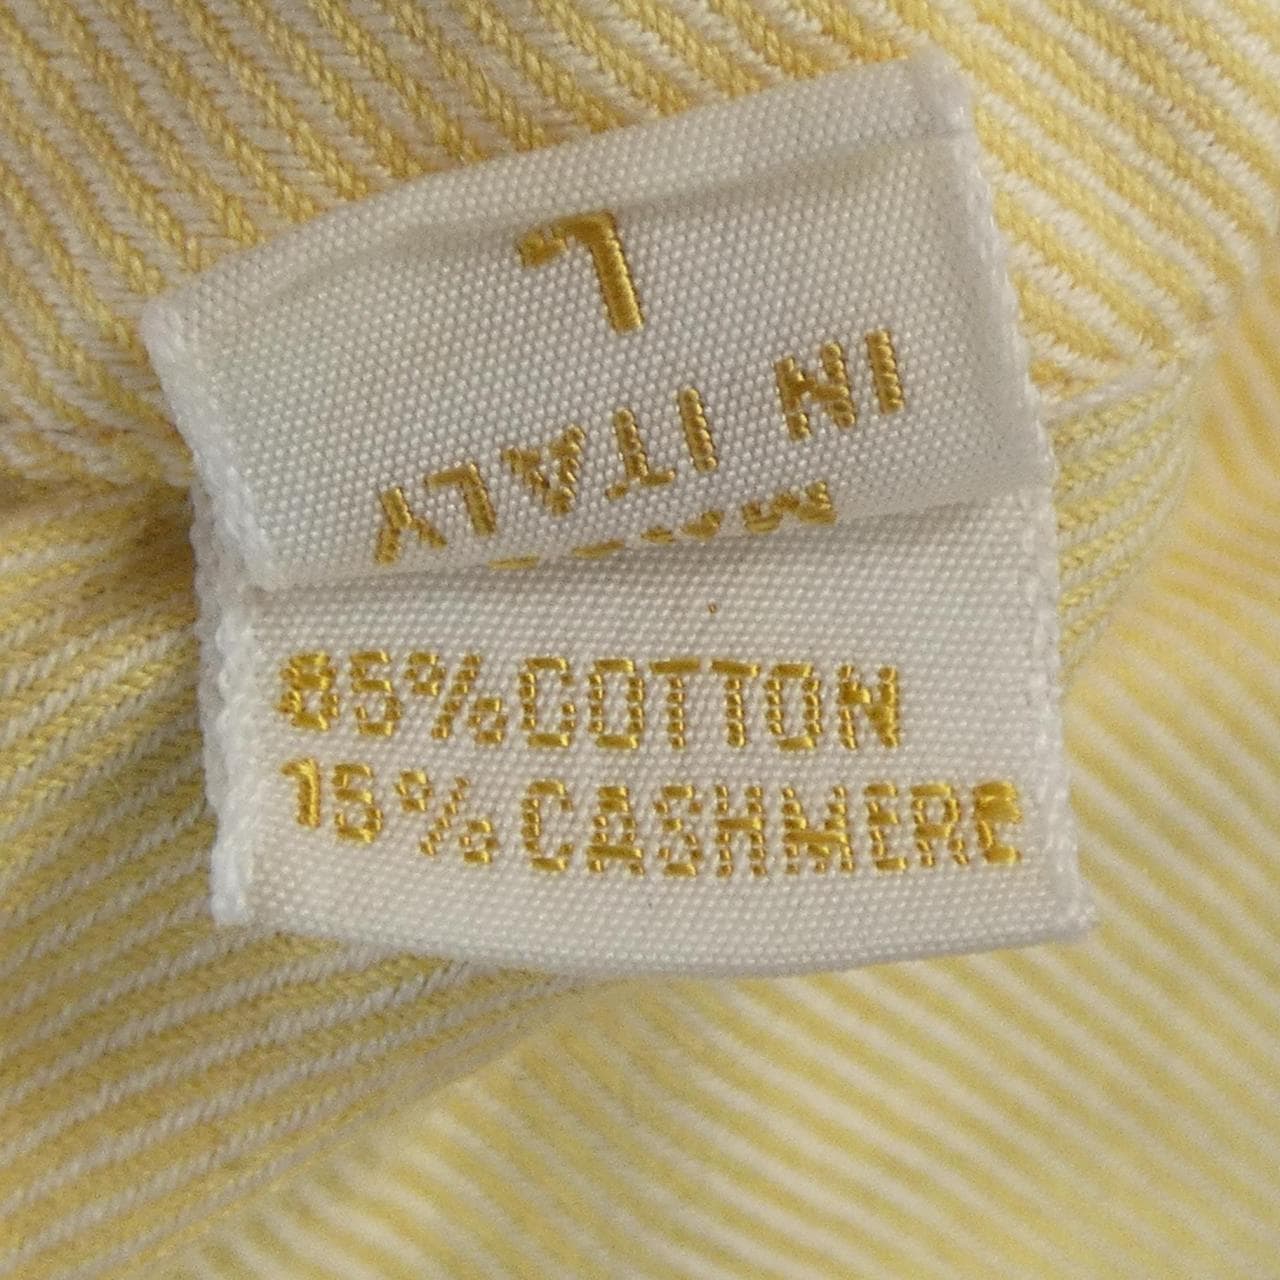 L
IN ITALY
85%COTTON
15%CASHMERE